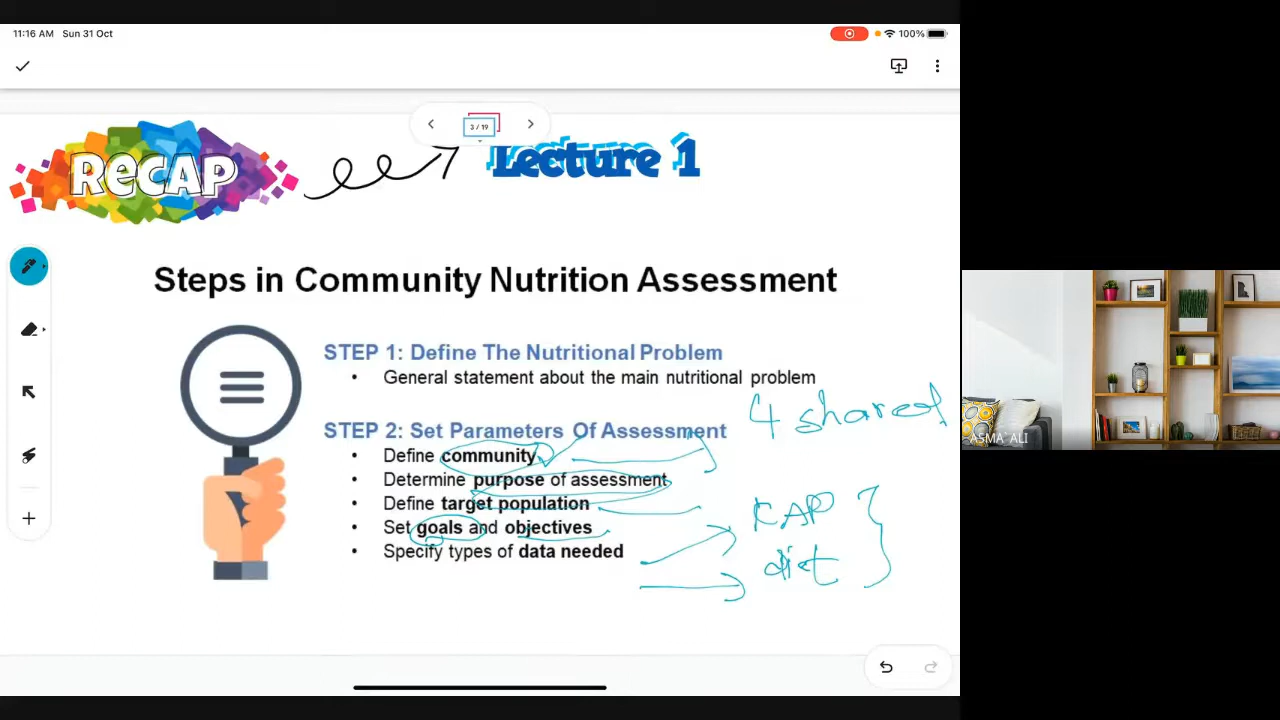 11:16 AM Sun 31 Oct
100%
3 / 19
RECAP
Lecture 1
Steps in Community Nutrition Assessment
STEP 1: Define The Nutritional Problem
• General statement about the main nutritional problem
4 shared
STEP 2: Set Parameters Of Assessment
ASMA` ALI
• Define community
• Determine purpose of assessment
• Define target population
KAP
• Set goals and objectives
• Specify types of data needed
diet